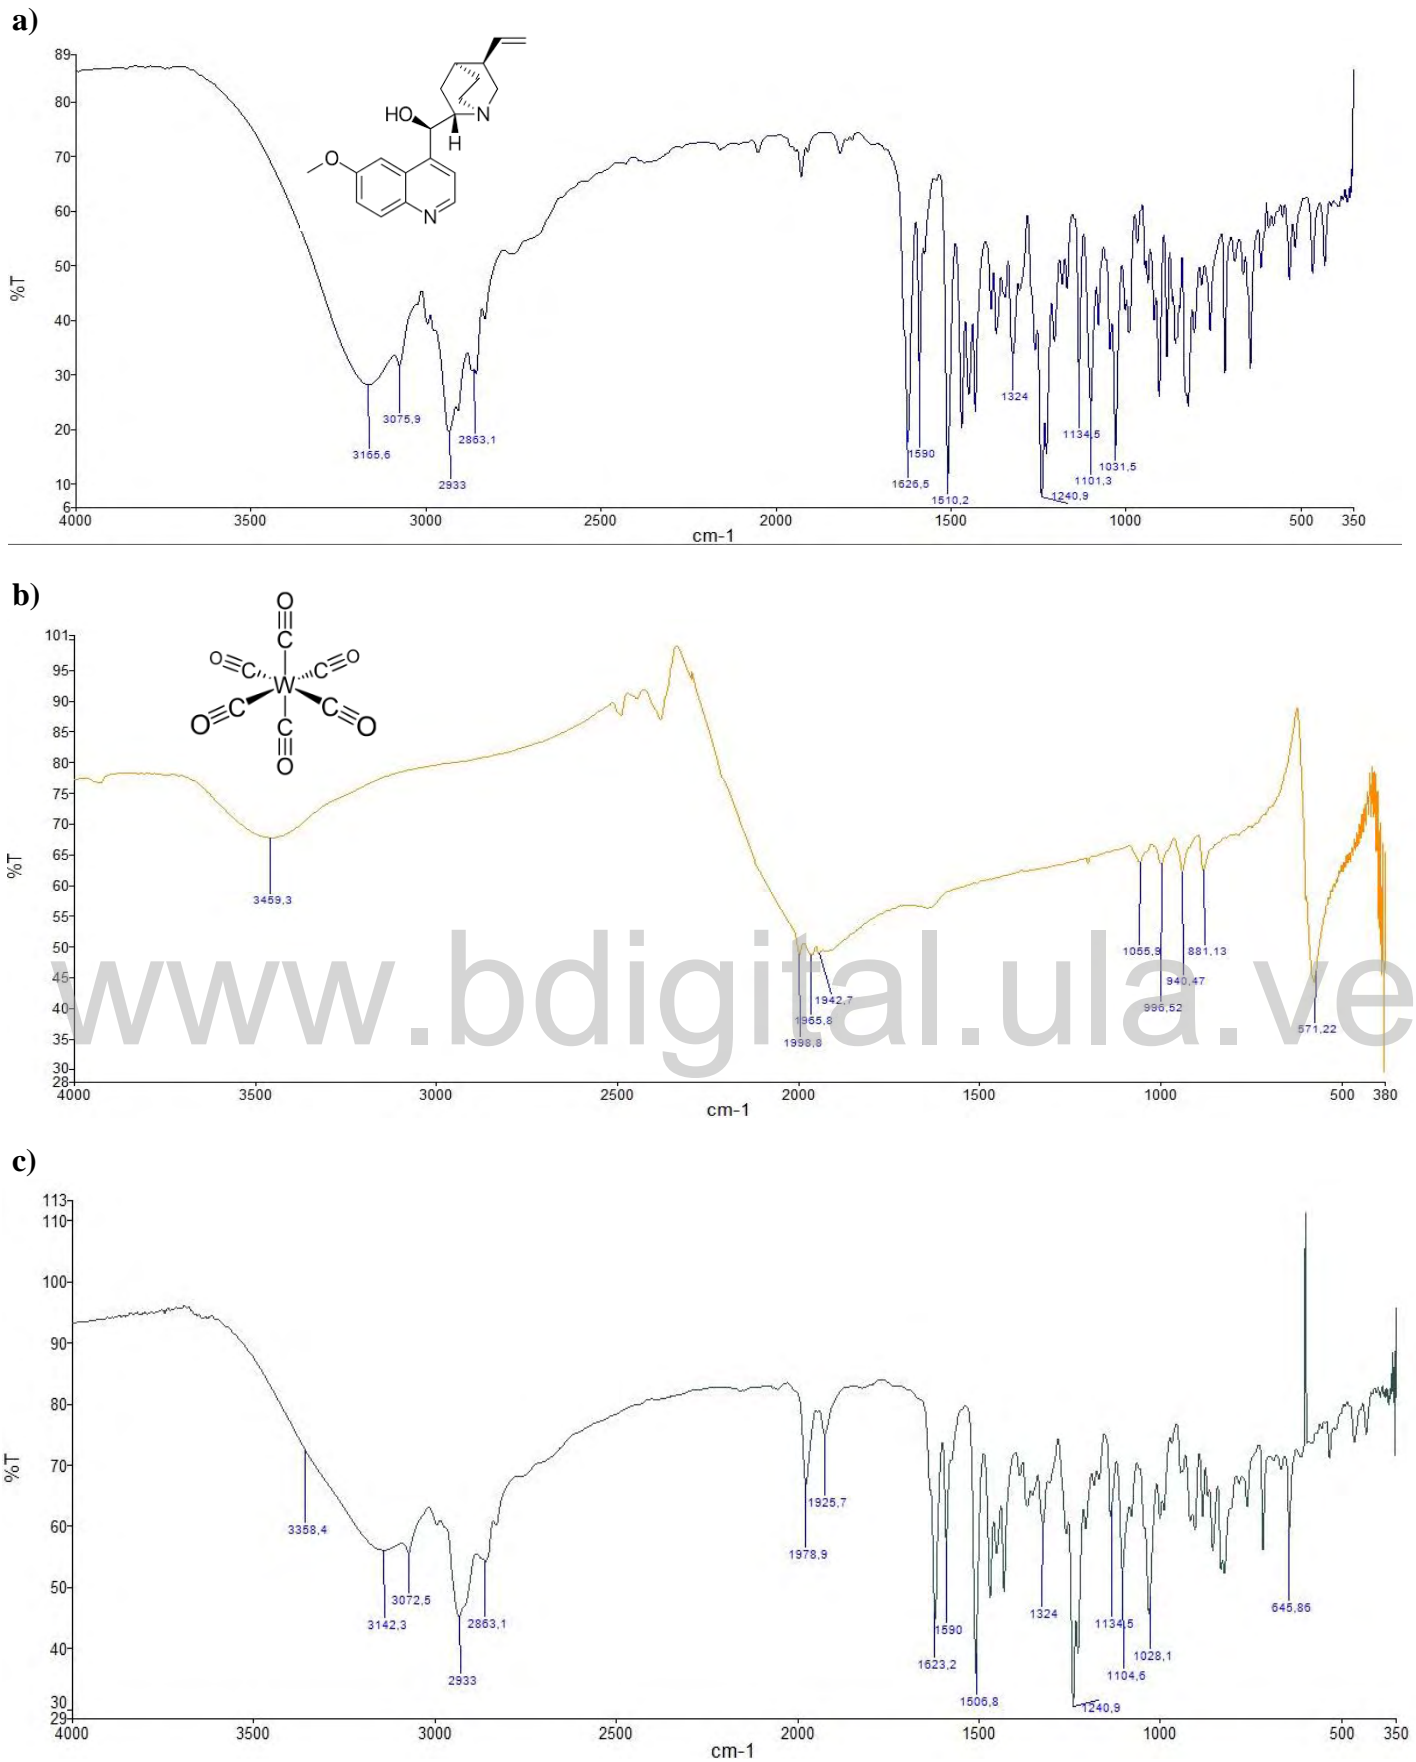 a)
89
80
70
60
50
40
30
20
10
6
%T
HO
H
N
O
N
3165,6
3075,9
2933
2863,1
1626,5
1590
1510,2
1324
1240,9
1134,5
1101,3
1031,5
4000 3500 3000 2500 2000 1500 1000 500 350
cm-1
b)
101
95
90
85
80
75
70
65
60
55
50
45
40
35
30
28
%T
O
C
O C C O
W
O C C O
C
O
3459,3
1998,8
1965,8
1942,7
1055,9
996,52
940,47
881,13
571,22
www.bdigital.ula.ve
4000 3500 3000 2500 2000 1500 1000 500 380
cm-1
c)
113
110
100
90
80
70
60
50
40
30
29
%T
3358,4
3142,3
3072,5
2933
2863,1
1978,9
1925,7
1623,2
1590
1506,8
1324
1240,9
1134,5
1104,6
1028,1
645,86
4000 3500 3000 2500 2000 1500 1000 500 350
cm-1